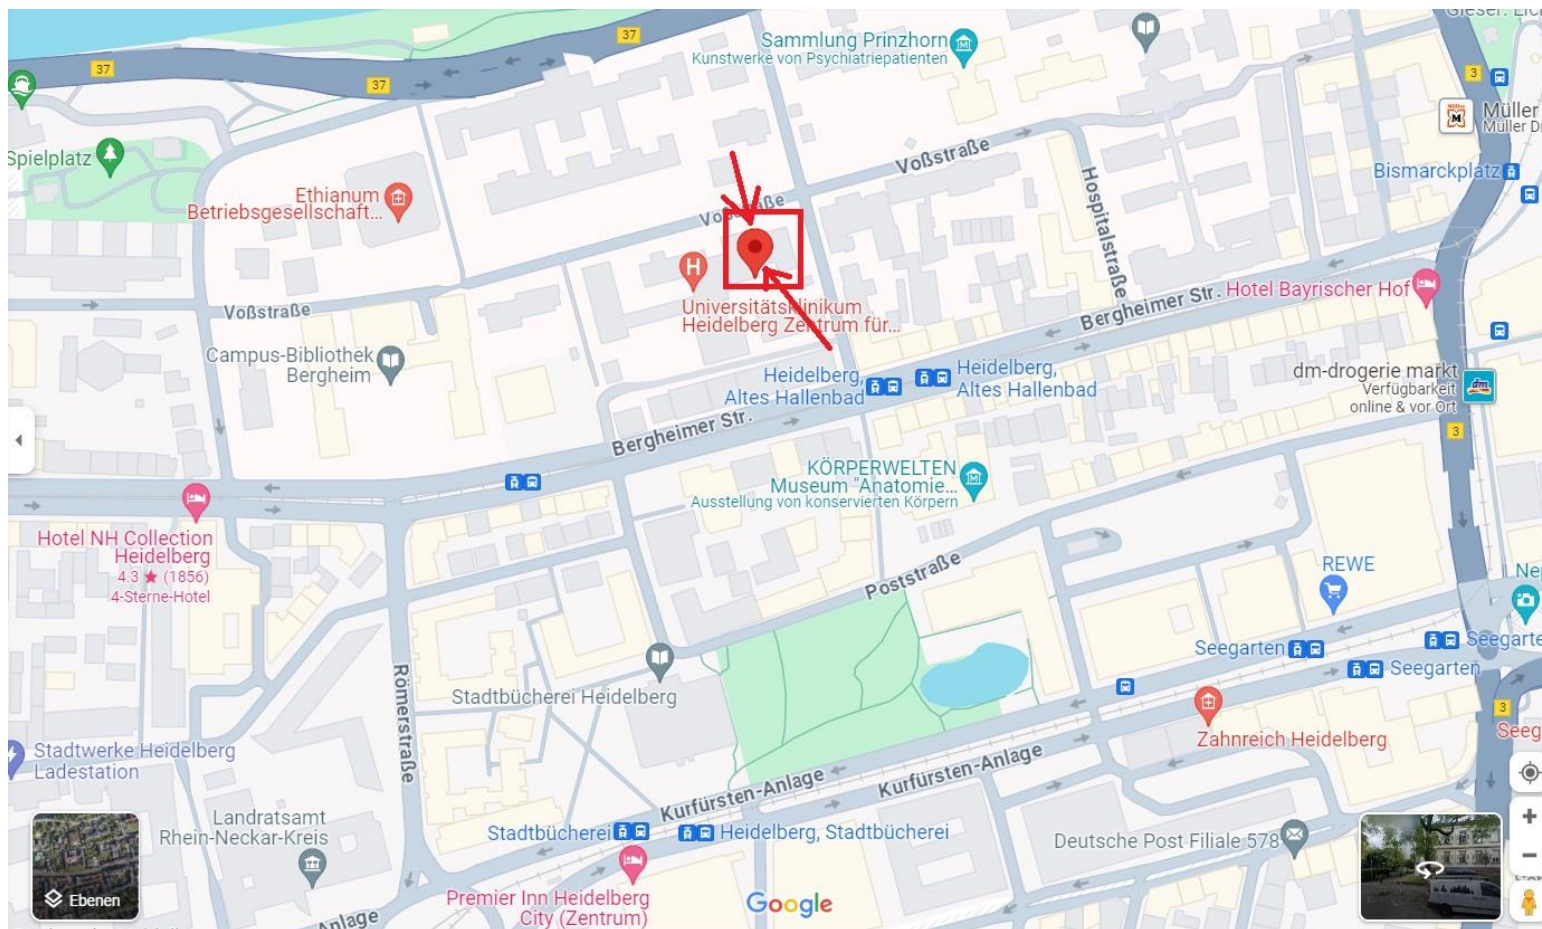 37
Sammlung Prinzhorn
Kunstwerke von Psychiatriepatienten
37
37
3
Müller
Spielplatz
Voßstraße
Bismarckplatz
Ethianum
Betriebsgesellschaft...
Hospitalstraße
H
Universitätsklinikum
Heidelberg Zentrum für...
Voßstraße
Bergheimer Str.
Hotel Bayrischer Hof
Campus-Bibliothek
Bergheim
Heidelberg,
Altes Hallenbad
Heidelberg,
Altes Hallenbad
dm-drogerie markt
Verfügbarkeit
online & vor Ort
dm
Bergheimer Str.
3
KÖRPERWELTEN
Museum "Anatomie...
Ausstellung von konservierten Körpern
Hotel NH Collection
Heidelberg
4.3 ★ (1856)
4-Sterne-Hotel
Poststraße
REWE
Seegarten
Seegarten
Römerstraße
Stadtbücherei Heidelberg
3
Zahnreich Heidelberg
Stadtwerke Heidelberg
Ladestation
Kurfürsten-Anlage
Kurfürsten-Anlage
Landratsamt
Rhein-Neckar-Kreis
Stadtbücherei
Heidelberg, Stadtbücherei
Deutsche Post Filiale 578
Premier Inn Heidelberg
City (Zentrum)
Google
Ebenen